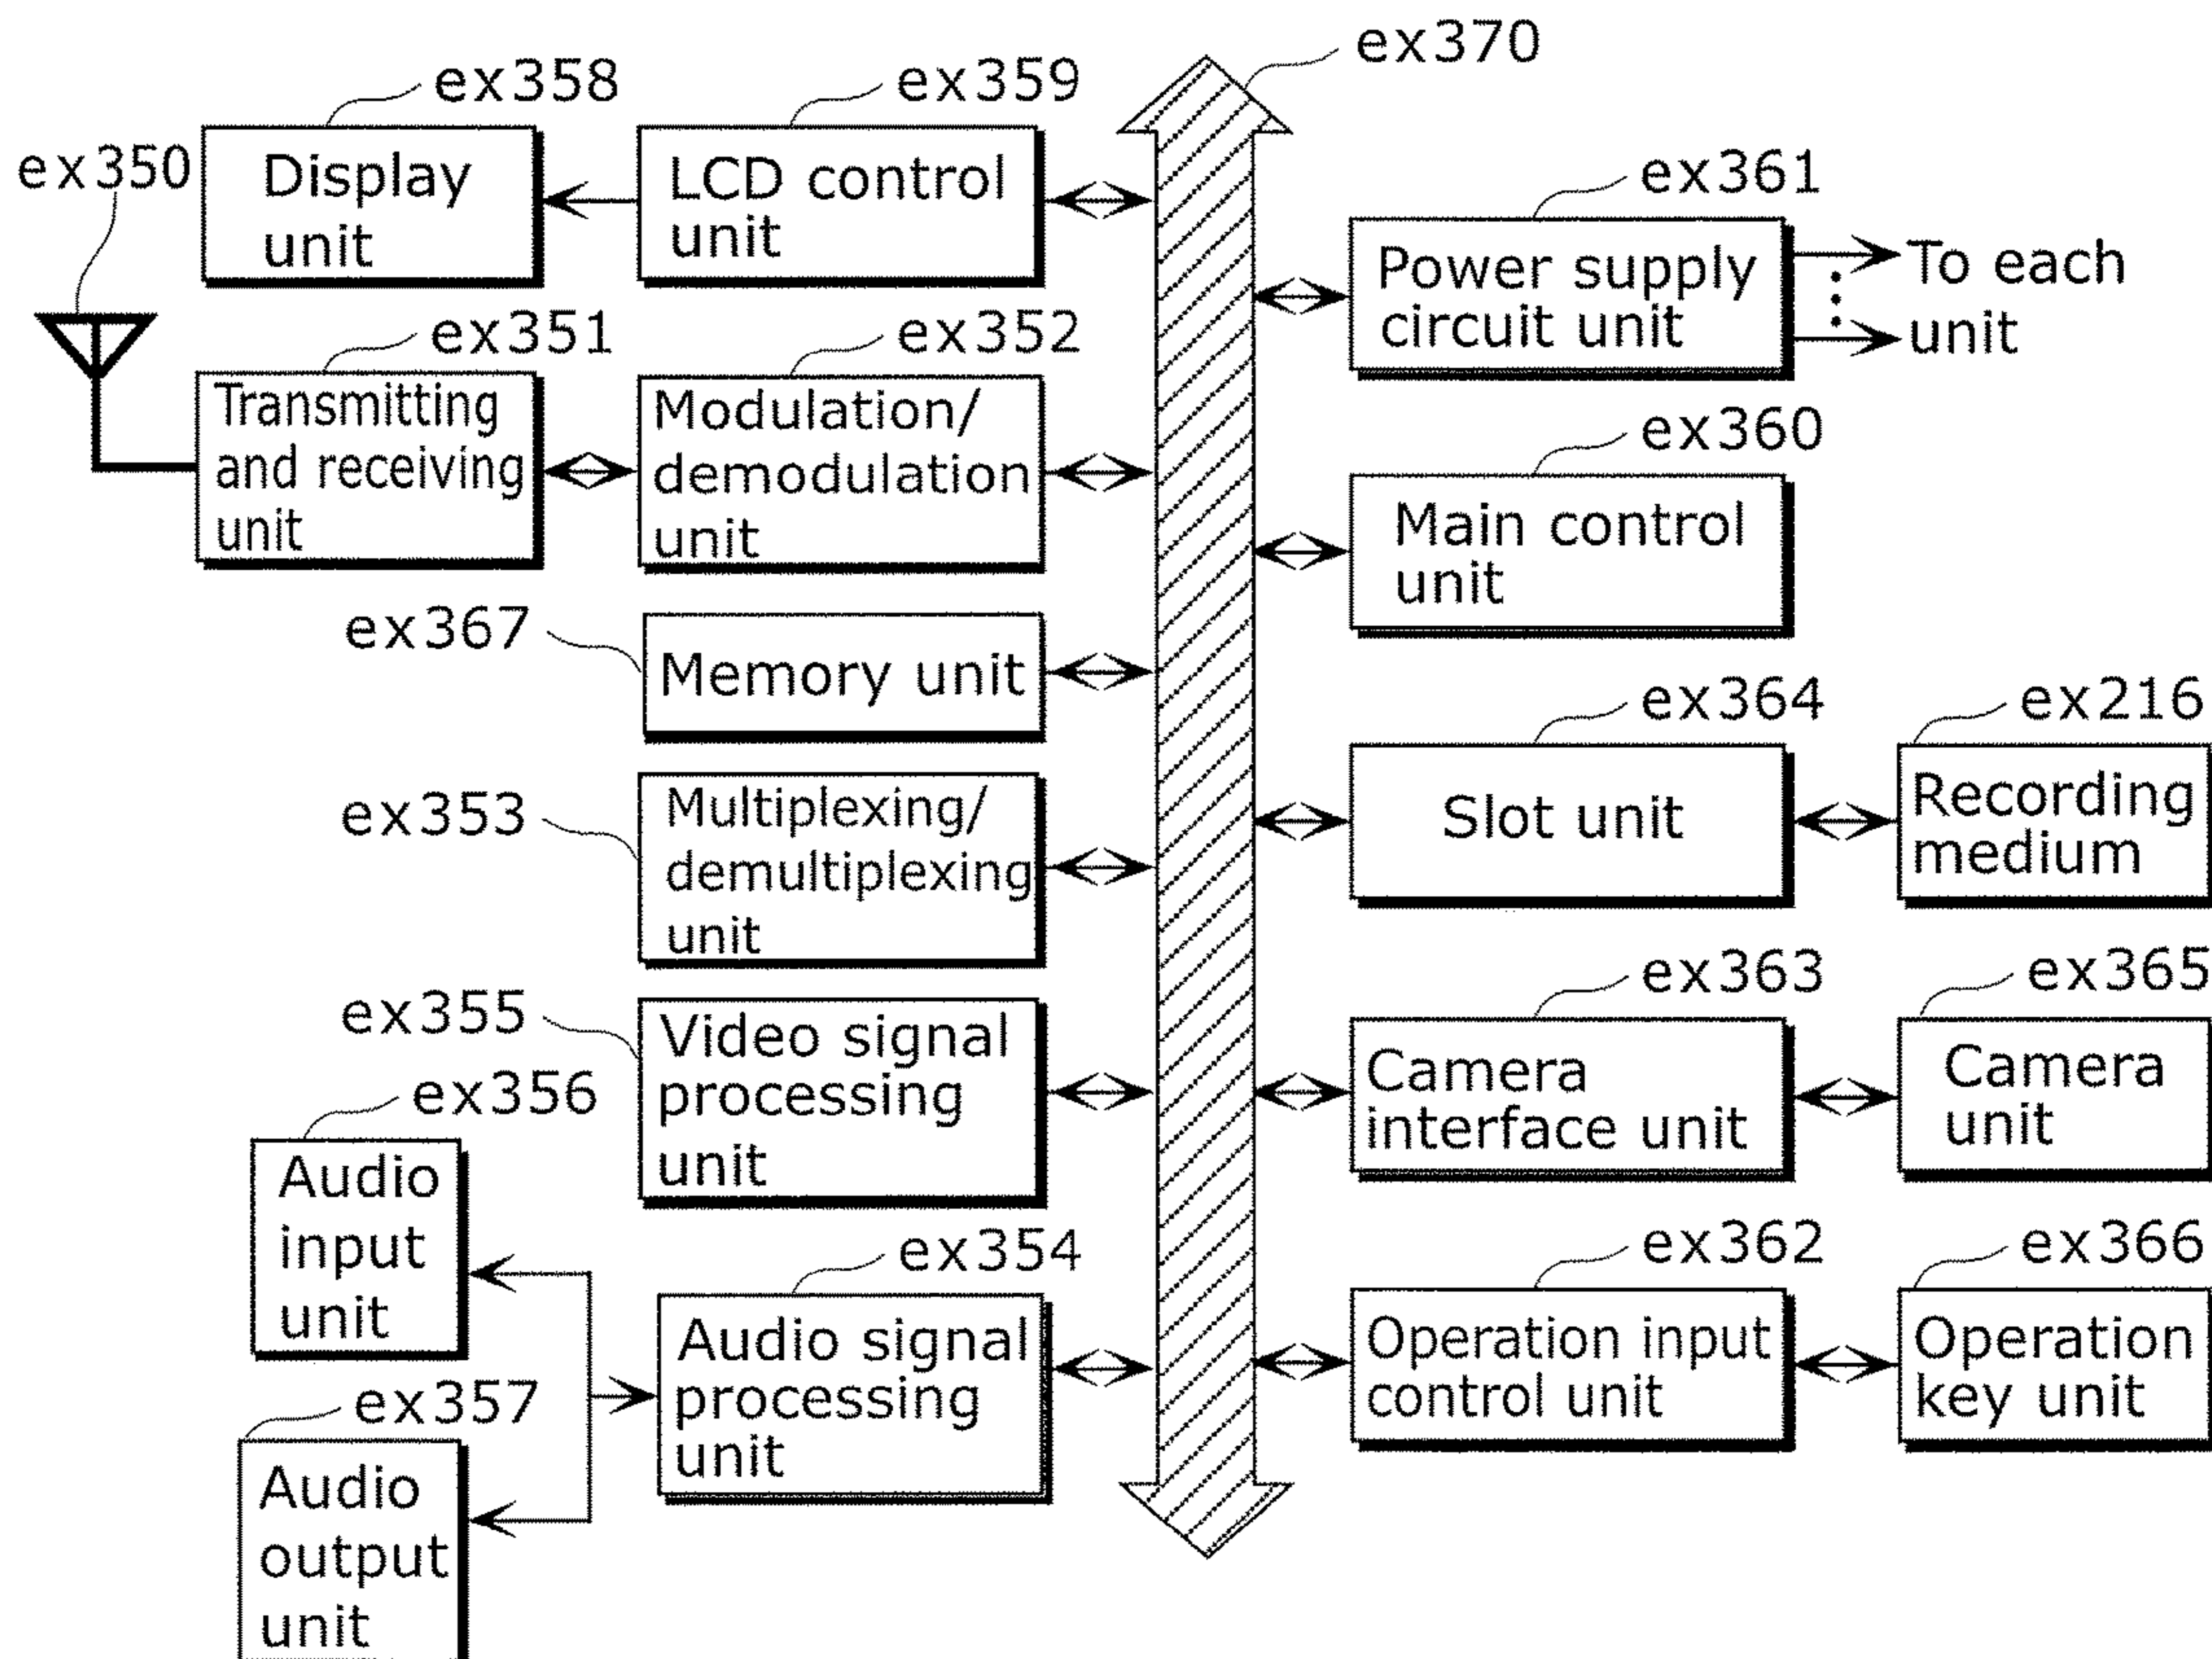 ex370
ex358
ex359
ex350
Display
unit
LCD control
unit
ex361
Power supply
circuit unit
To each
unit
ex351
ex352
Transmitting
and receiving
unit
Modulation/
demodulation
unit
ex360
Main control
unit
ex367
Memory unit
ex364
ex216
Slot unit
Recording
medium
ex353
Multiplexing/
demultiplexing
unit
ex363
ex365
Camera
interface unit
Camera
unit
ex355
Video signal
processing
unit
ex356
Audio
input
unit
ex354
Audio signal
processing
unit
ex362
ex366
Operation input
control unit
Operation
key unit
ex357
Audio
output
unit